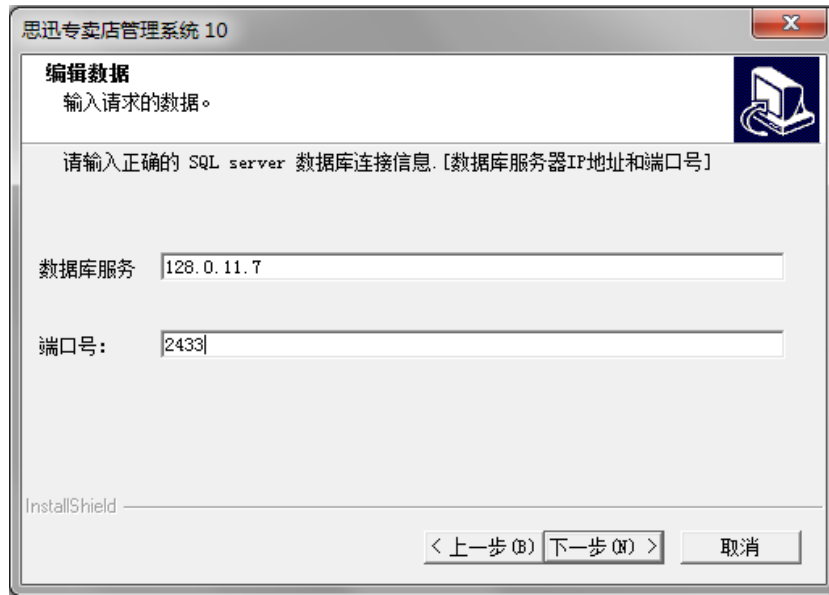 思迅专卖店管理系统 10
编辑数据
输入请求的数据。
请输入正确的 SQL server 数据库连接信息.[数据库服务器IP地址和端口号]
数据库服务 128.0.11.7
端口号: 2433
InstallShield
< 上一步(B) 下一步(N) > 取消